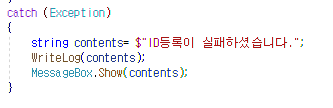 catch (Exception)
{
string contents= $"ID등록이 실패하셨습니다.";
WriteLog(contents);
MessageBox.Show(contents);
}